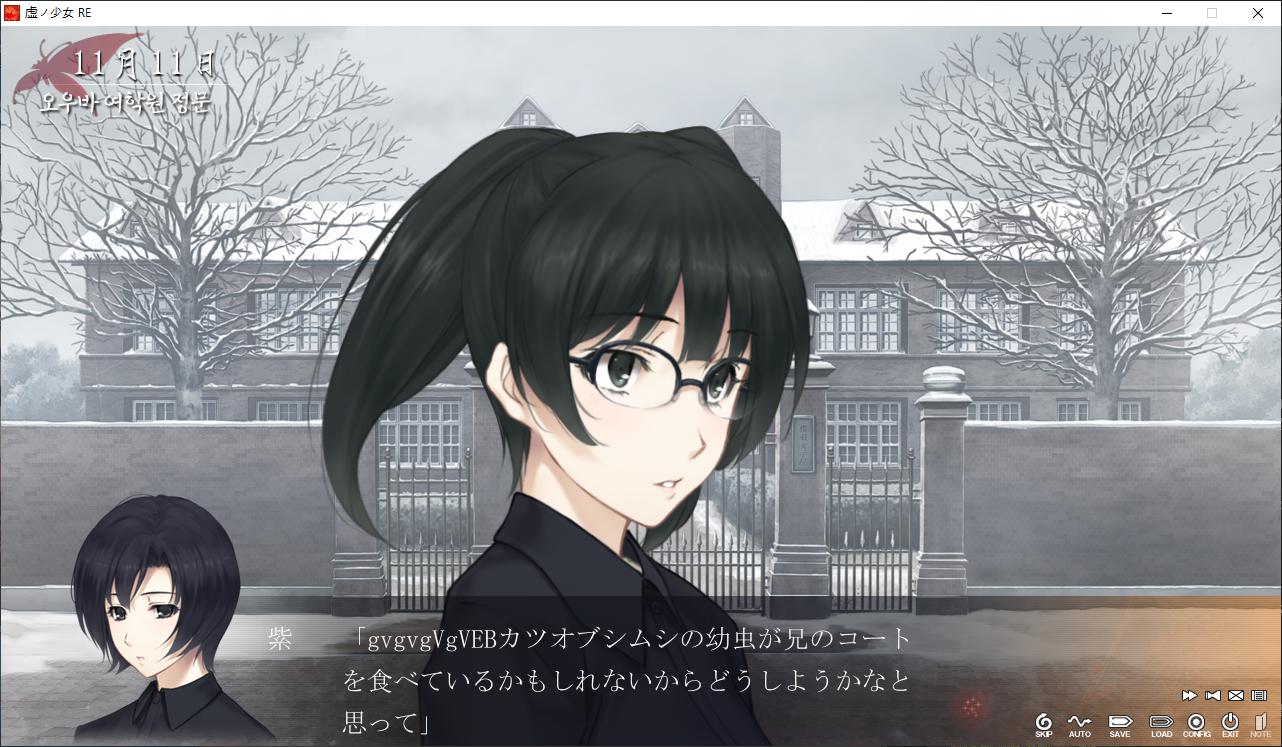 虚ノ少女 RE
11月11日
오우바 여학원 정문
紫
「gvgvgVgVEBカツオブシムシの幼虫が兄のコート
を食べているかもしれないからどうしようかなと
思って」
SKIP AUTO SAVE LOAD CONFIG EXIT NOTE